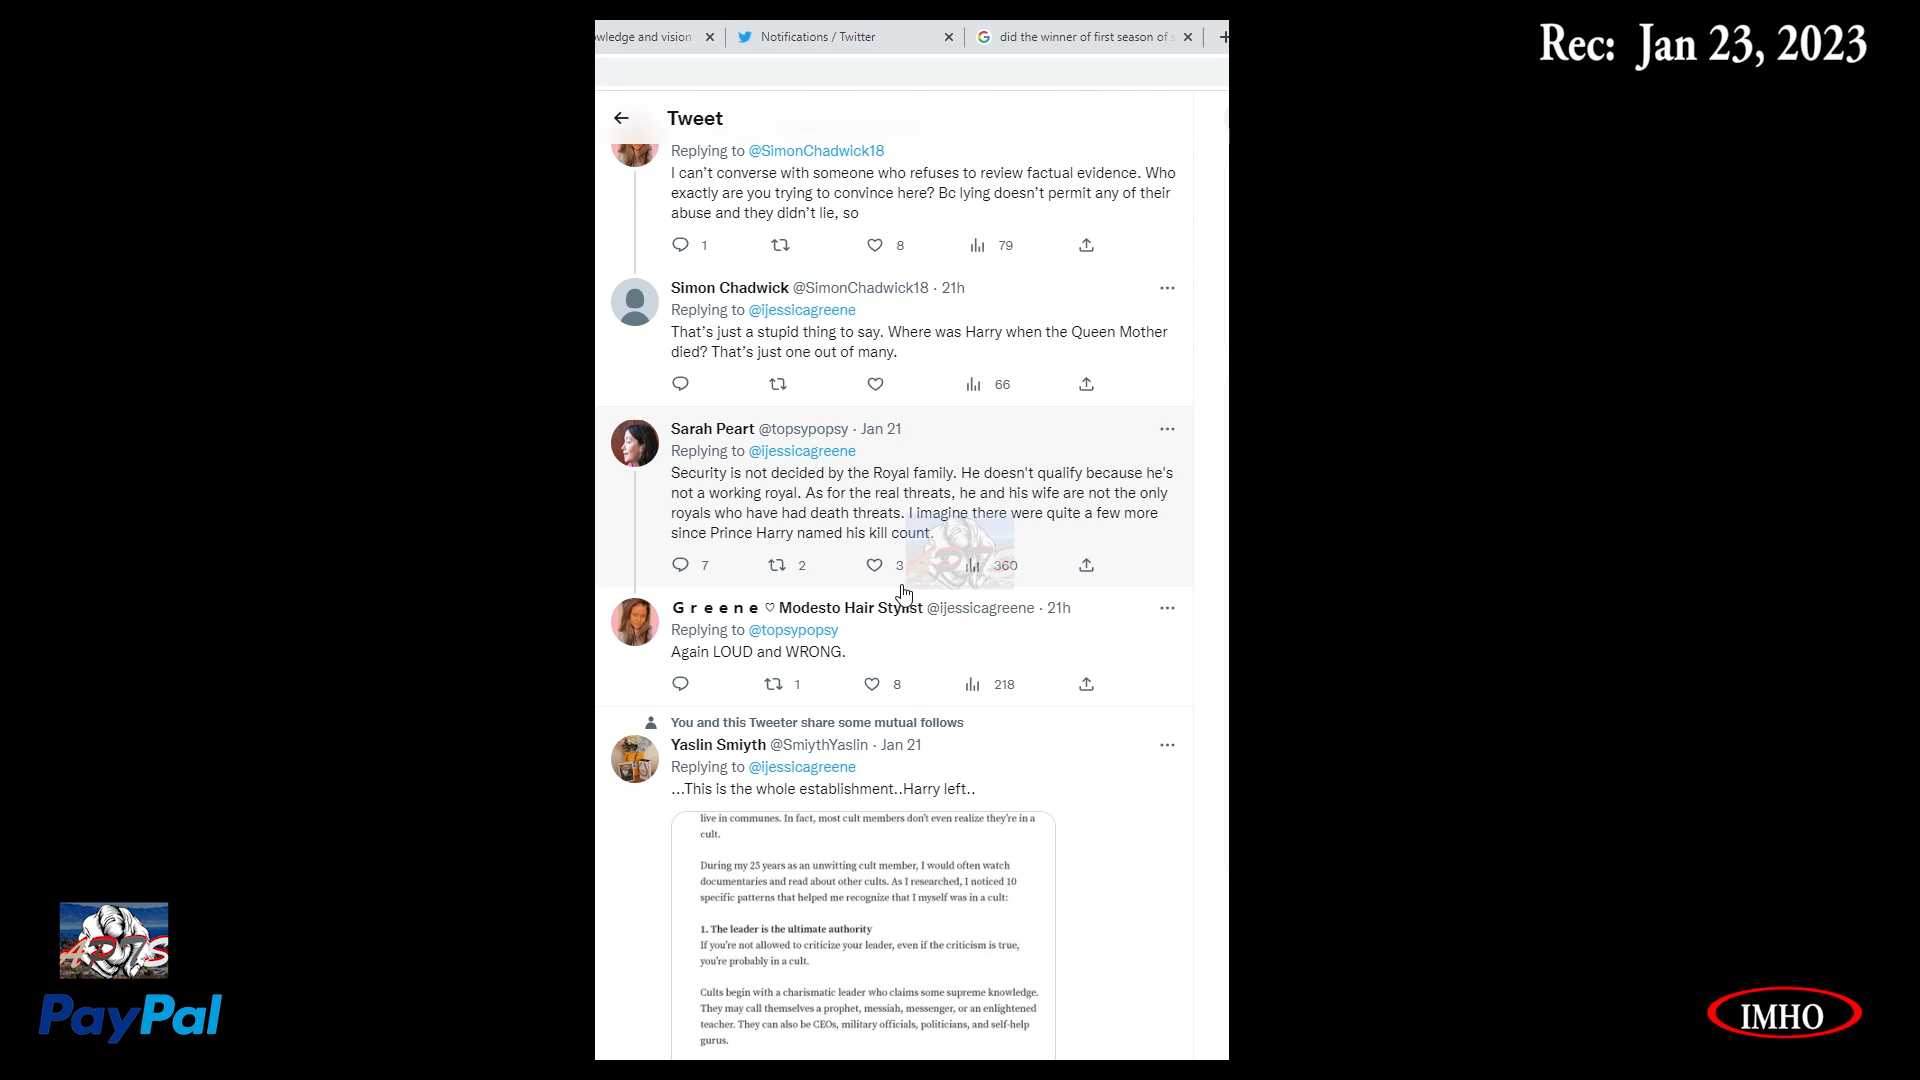 Rec: Jan 23, 2023
wledge and vision
Notifications / Twitter
did the winner of first season of s
Tweet
Replying to @SimonChadwick18
I can’t converse with someone who refuses to review factual evidence. Who
exactly are you trying to convince here? Bc lying doesn’t permit any of their
abuse and they didn’t lie, so
1 8 79
Simon Chadwick @SimonChadwick18 · 21h
Replying to @ijessicagreene
That’s just a stupid thing to say. Where was Harry when the Queen Mother
died? That’s just one out of many.
66
Sarah Peart @topsypopsy · Jan 21
Replying to @ijessicagreene
Security is not decided by the Royal family. He doesn't qualify because he's
not a working royal. As for the real threats, he and his wife are not the only
royals who have had death threats. I imagine there were quite a few more
since Prince Harry named his kill count.
7 2 3 360
G r e e n e ♡ Modesto Hair Stylist @ijessicagreene · 21h
Replying to @topsypopsy
Again LOUD and WRONG.
1 8 218
You and this Tweeter share some mutual follows
Yaslin Smiyth @SmiythYaslin · Jan 21
Replying to @ijessicagreene
...This is the whole establishment..Harry left..
live in communes. In fact, most cult members don't even realize they're in a
cult.
During my 25 years as an unwitting cult member, I would often watch
documentaries and read about other cults. As I researched, I noticed 10
specific patterns that helped me recognize that I myself was in a cult:
1. The leader is the ultimate authority
If you're not allowed to criticize your leader, even if the criticism is true,
you're probably in a cult.
Cults begin with a charismatic leader who claims some supreme knowledge.
They may call themselves a prophet, messiah, messenger, or an enlightened
teacher. They can also be CEOs, military officials, politicians, and self-help
gurus.
PayPal
IMHO